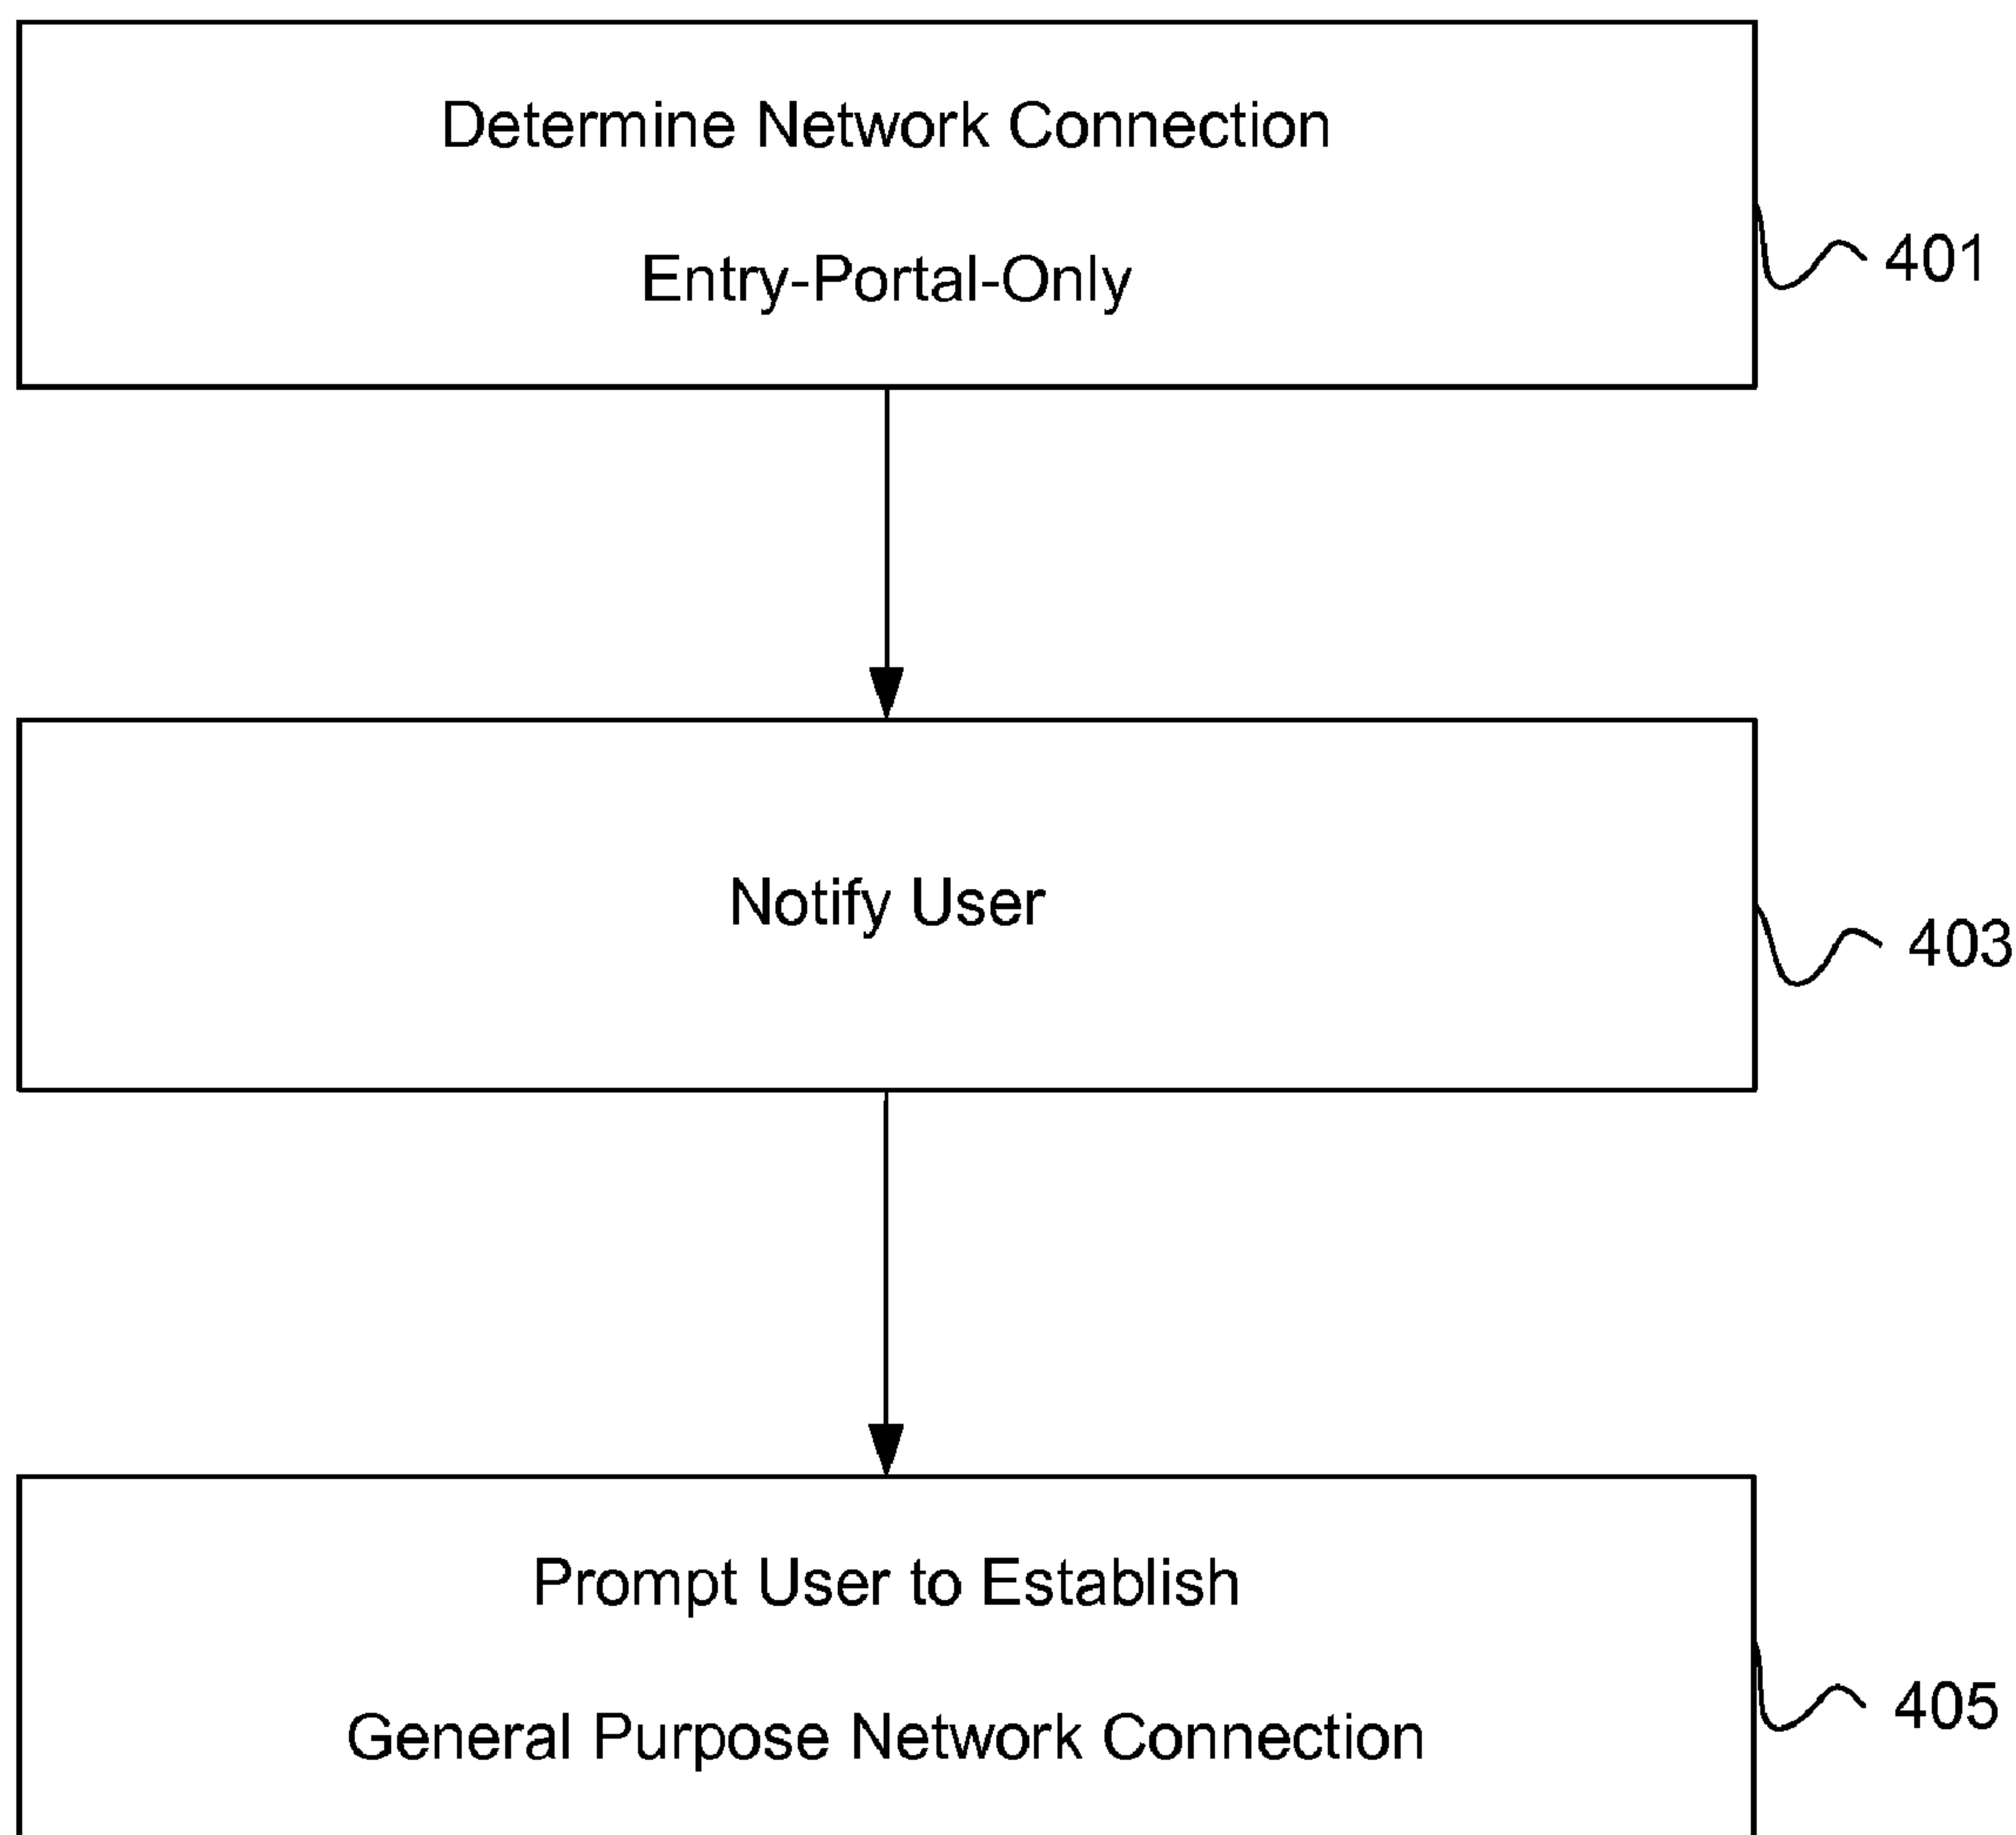 Determine Network Connection
Entry-Portal-Only
401
Notify User
403
Prompt User to Establish
General Purpose Network Connection
405